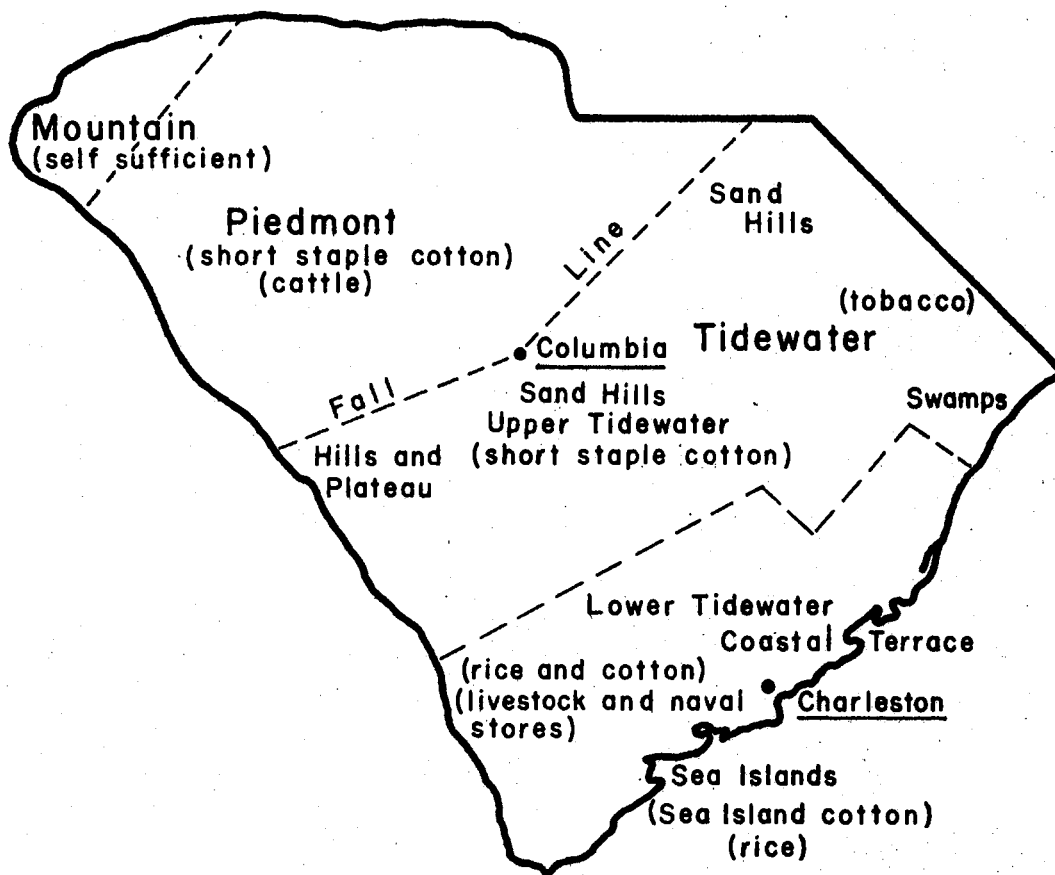 Mountain
(self sufficient)
Sand
Hills
Piedmont
(short staple cotton)
(cattle)
Line
(tobacco)
Tidewater
Columbia
Fall
Sand Hills
Upper Tidewater
(short staple cotton)
Swamps
Hills and
Plateau
Lower Tidewater
Coastal Terrace
(rice and cotton)
(livestock and naval
stores)
Charleston
Sea Islands
(Sea Island cotton)
(rice)